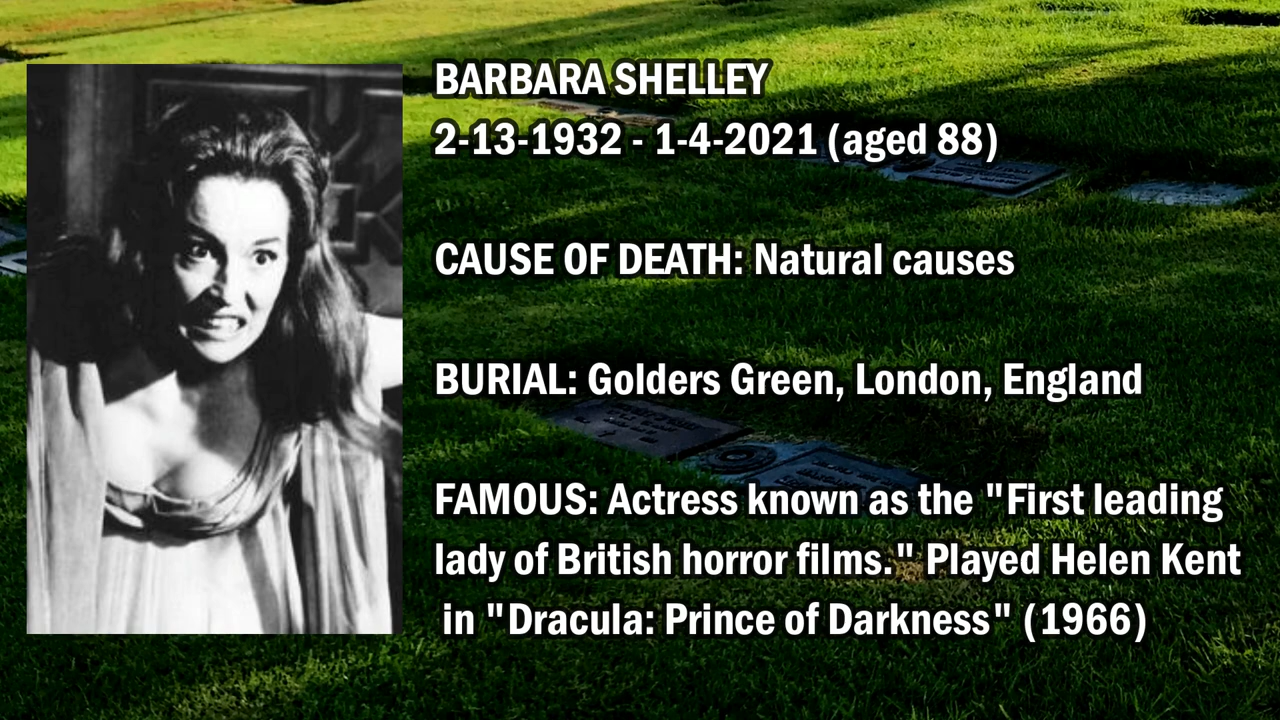 BARBARA SHELLEY
2-13-1932 - 1-4-2021 (aged 88)
CAUSE OF DEATH: Natural causes
BURIAL: Golders Green, London, England
FAMOUS: Actress known as the "First leading
lady of British horror films." Played Helen Kent
in "Dracula: Prince of Darkness" (1966)